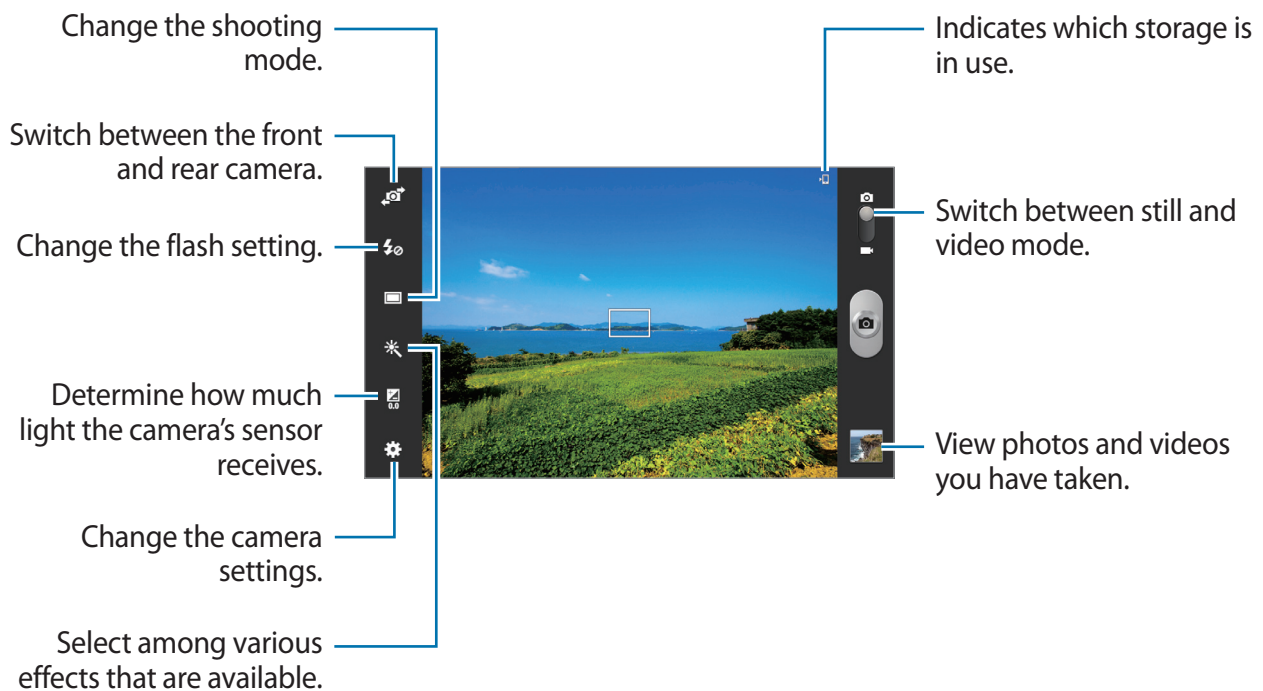 Change the shooting
mode.
Switch between the front
and rear camera.
Change the flash setting.
Determine how much
light the camera’s sensor
receives.
Change the camera
settings.
Select among various
effects that are available.
0.0
Indicates which storage is
in use.
Switch between still and
video mode.
View photos and videos
you have taken.